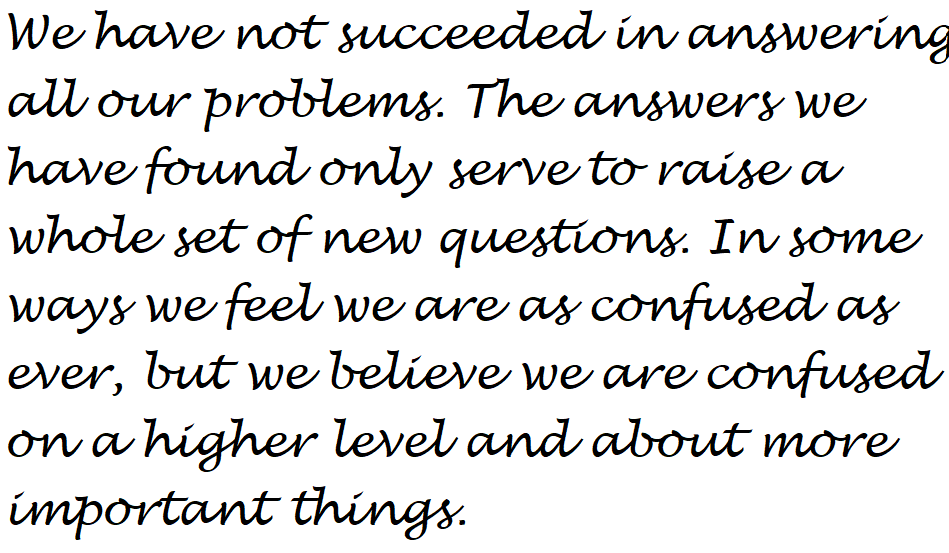 We have not succeeded in answering
all our problems. The answers we
have found only serve to raise a
whole set of new questions. In some
ways we feel we are as confused as
ever, but we believe we are confused
on a higher level and about more
important things.